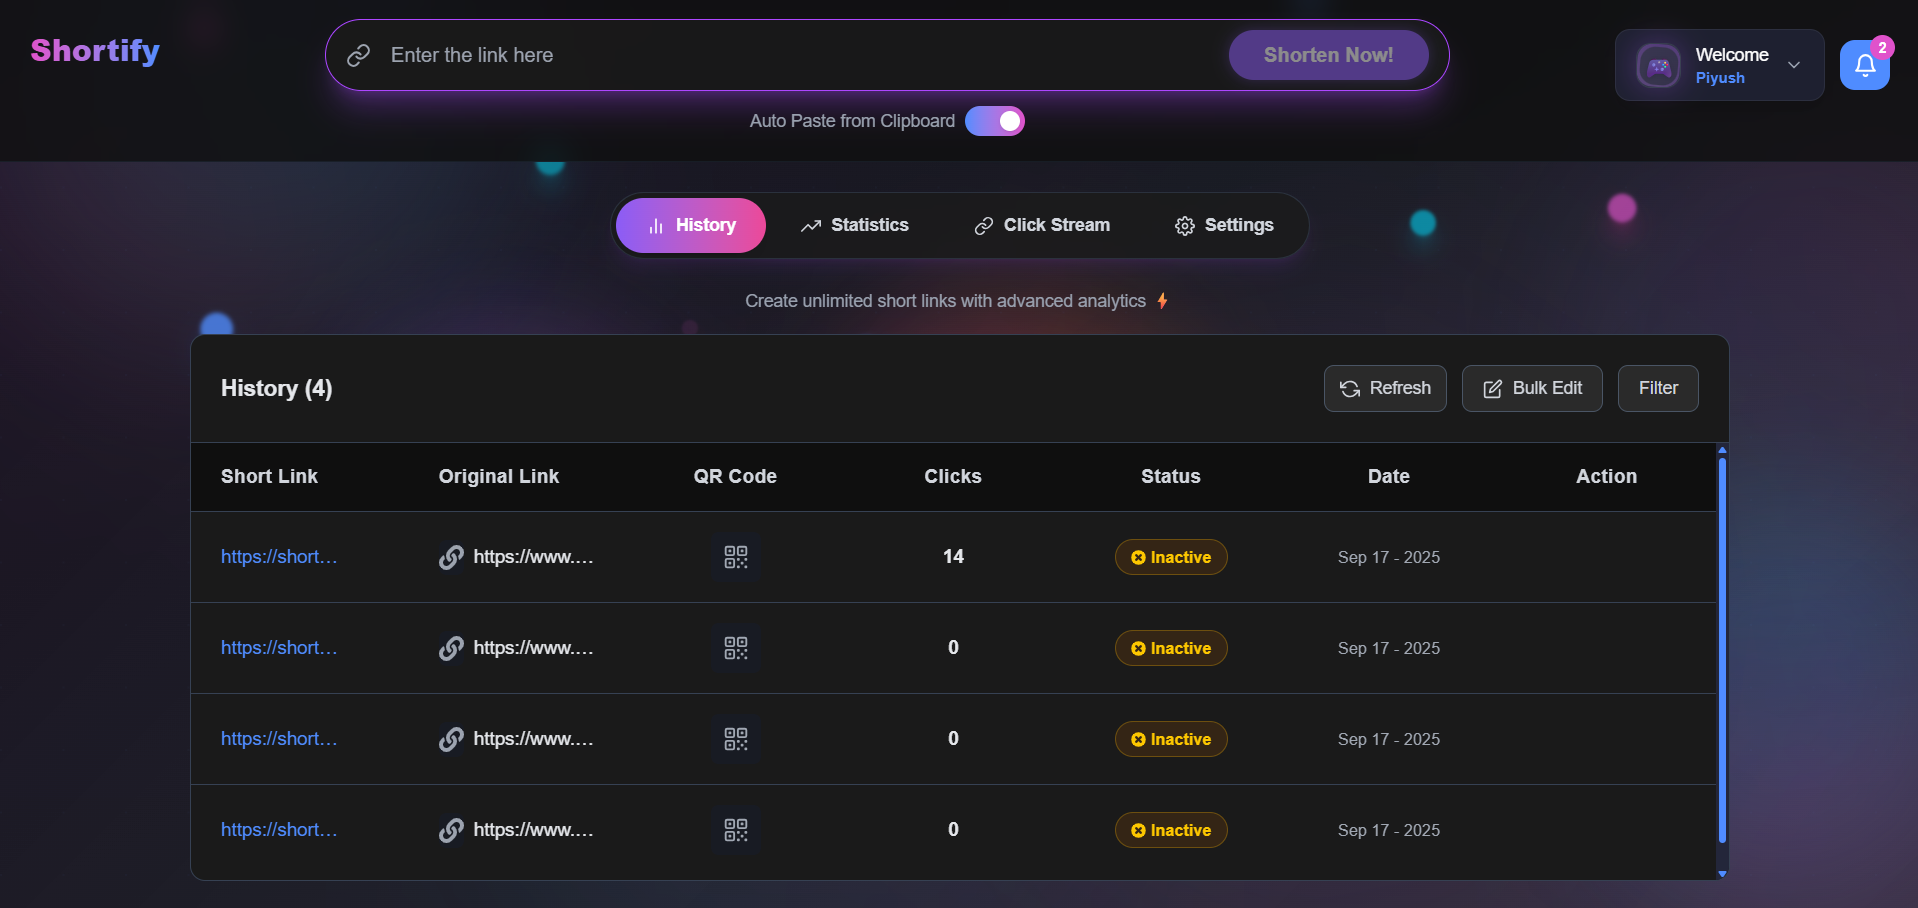 Shortify
Enter the link here
Shorten Now!
Welcome
Piyush
2
Auto Paste from Clipboard
History
Statistics
Click Stream
Settings
Create unlimited short links with advanced analytics
History (4)
Refresh
Bulk Edit
Filter
Short Link Original Link QR Code Clicks Status Date Action
https://short... https://www.... 14 Inactive Sep 17 - 2025
https://short... https://www.... 0 Inactive Sep 17 - 2025
https://short... https://www.... 0 Inactive Sep 17 - 2025
https://short... https://www.... 0 Inactive Sep 17 - 2025